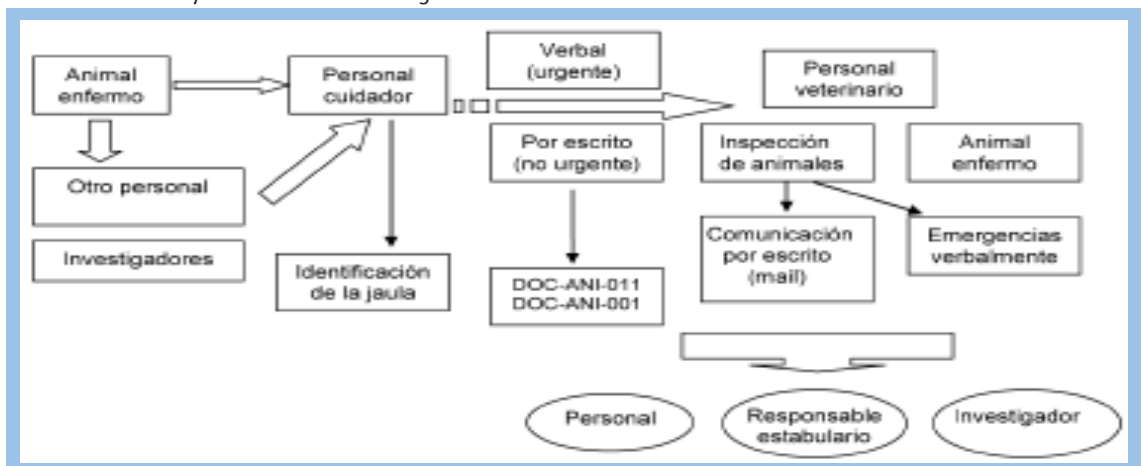 Animal
enfermo
Personal
cuidador
Verbal
(urgente)
Personal
veterinario
Otro personal
Investigadores
Identificación
de la jaula
Por escrito
(no urgente)
DOC-ANI-011
DOC-ANI-001
Inspección
de animales
Animal
enfermo
Comunicación
por escrito
(mail)
Emergencias
verbalmente
Personal
Responsable
estabulario
Investigador